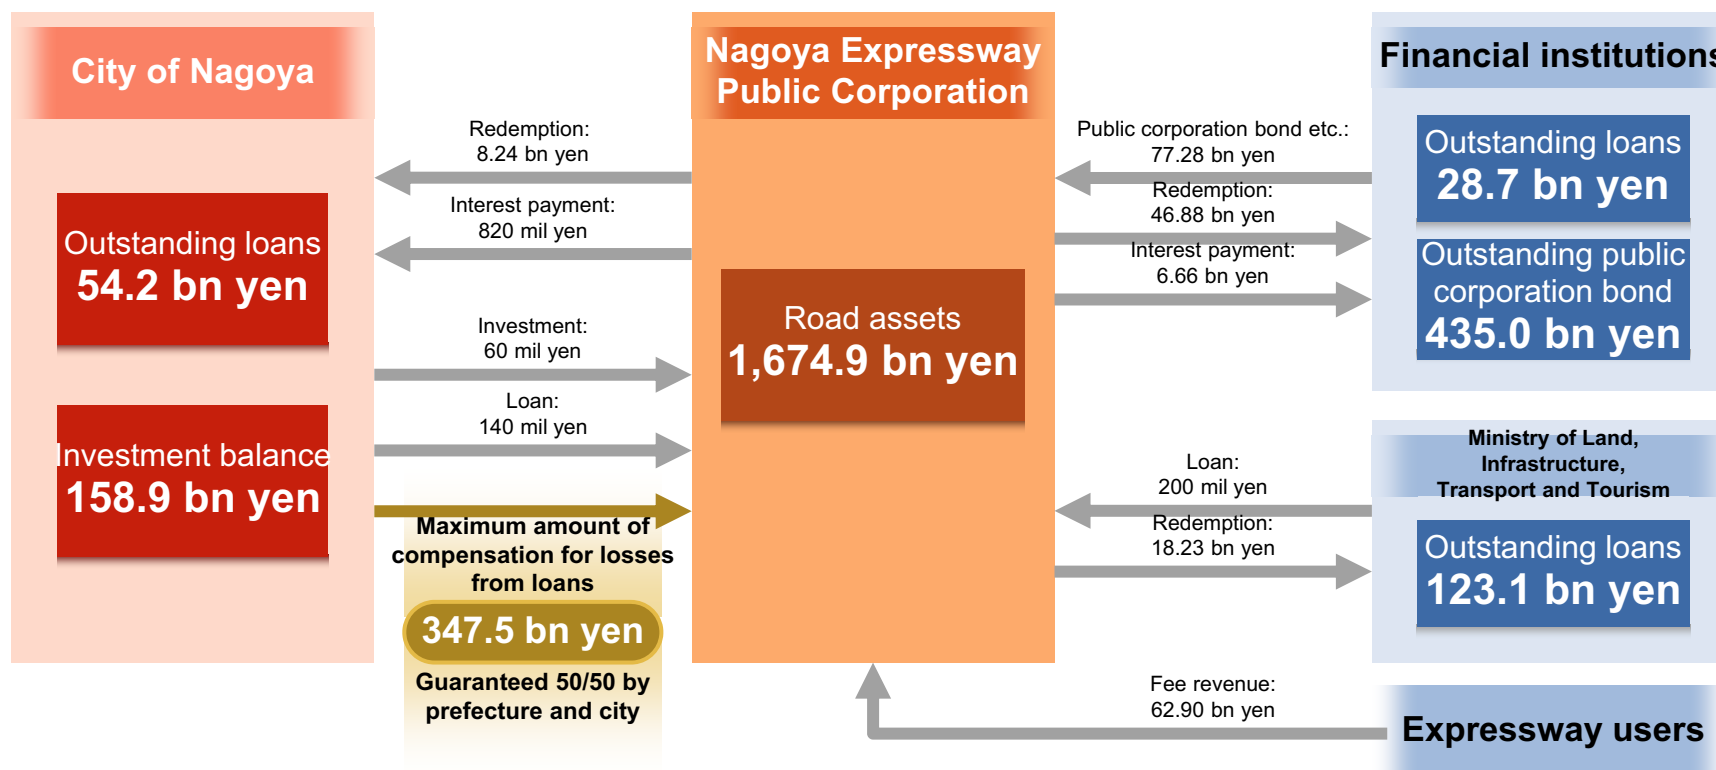 City of Nagoya
Outstanding loans
54.2 bn yen
Investment balance
158.9 bn yen
Redemption:
8.24 bn yen
Interest payment:
820 mil yen
Investment:
60 mil yen
Loan:
140 mil yen
Maximum amount of
compensation for losses
from loans
347.5 bn yen
Guaranteed 50/50 by
prefecture and city
Nagoya Expressway
Public Corporation
Road assets
1,674.9 bn yen
Public corporation bond etc.:
77.28 bn yen
Redemption:
46.88 bn yen
Interest payment:
6.66 bn yen
Loan:
200 mil yen
Redemption:
18.23 bn yen
Fee revenue:
62.90 bn yen
Financial institutions
Outstanding loans
28.7 bn yen
Outstanding public
corporation bond
435.0 bn yen
Ministry of Land,
Infrastructure,
Transport and Tourism
Outstanding loans
123.1 bn yen
Expressway users